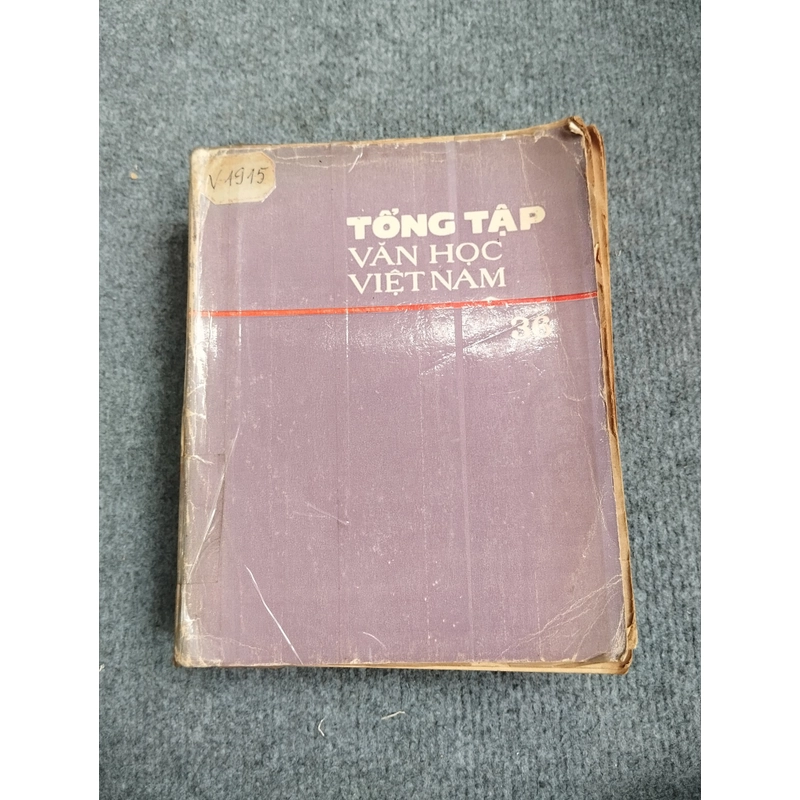 V.1915
TỔNG TẬP
VĂN HỌC
VIỆT NAM
36